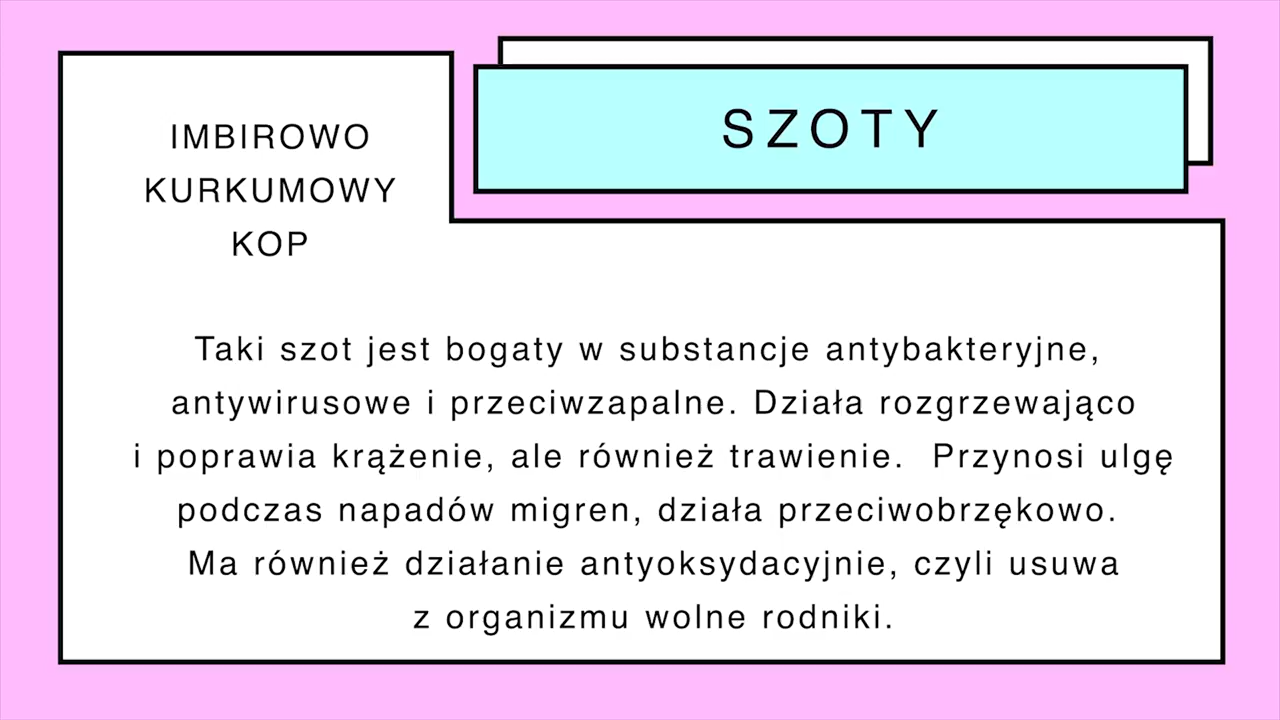 SZOTY
IMBIROWO
KURKUMOWY
KOP
Taki szot jest bogaty w substancje antybakteryjne,
antywirusowe i przeciwzapalne. Działa rozgrzewająco
i poprawia krążenie, ale również trawienie.  Przynosi ulgę
podczas napadów migren, działa przeciwobrzękowo.
Ma również działanie antyoksydacyjnie, czyli usuwa
z organizmu wolne rodniki.